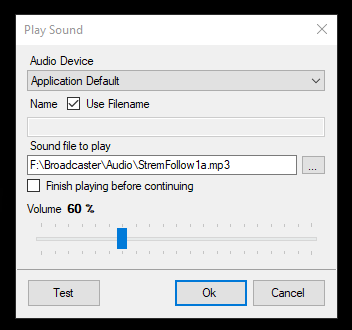 Play Sound
Audio Device
Application Default
Name Use Filename
Sound file to play
F:\Broadcaster\Audio\StremFollow1a.mp3 ...
Finish playing before continuing
Volume 60 %
Test Ok Cancel